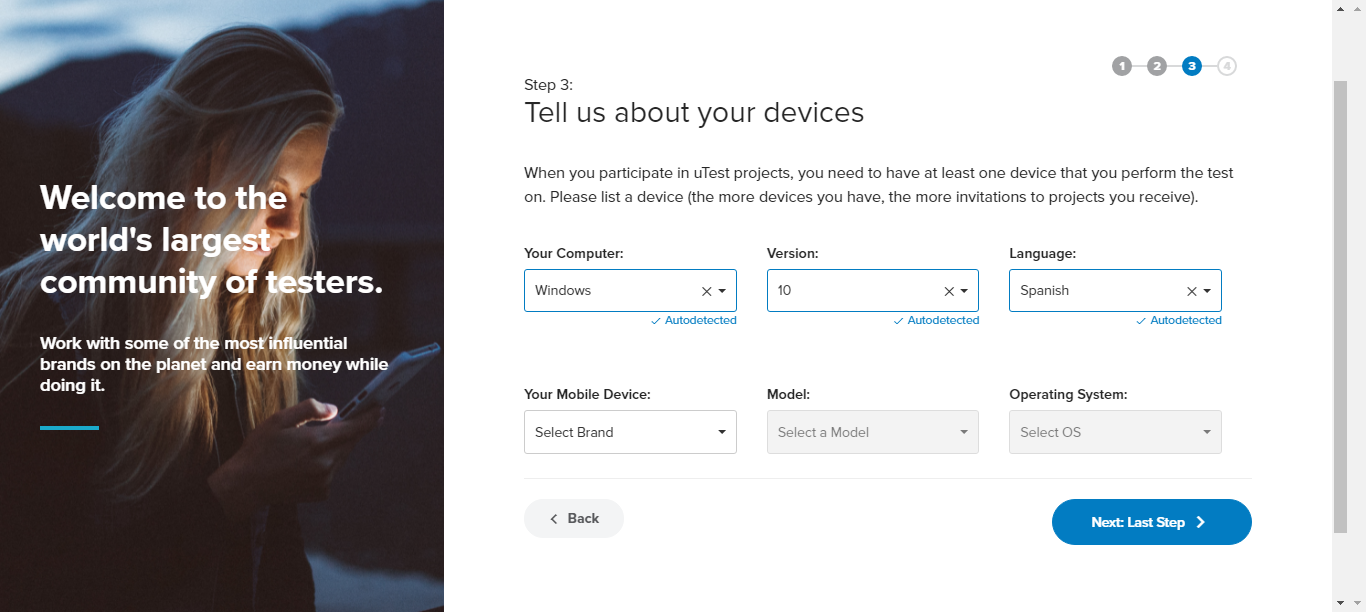 Welcome to the
world's largest
community of testers.
Work with some of the most influential
brands on the planet and earn money while
doing it.
1 2 3 4
Step 3:
Tell us about your devices
When you participate in uTest projects, you need to have at least one device that you perform the test
on. Please list a device (the more devices you have, the more invitations to projects you receive).
Your Computer: Version: Language:
Windows 10 Spanish
Autodetected Autodetected Autodetected
Your Mobile Device: Model: Operating System:
Select Brand Select a Model Select OS
Back Next: Last Step